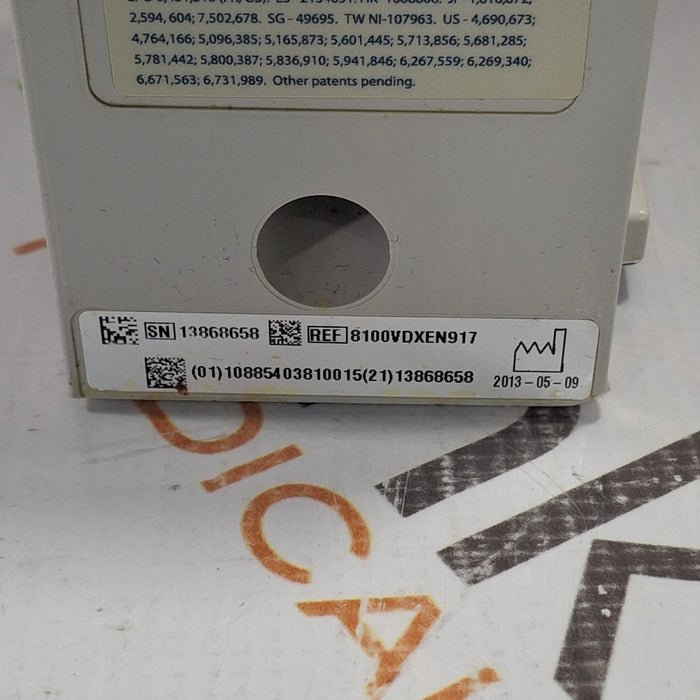 2,594, 604; 7,502,678. SG - 49695. TW NI-107963. US - 4,690,673;
4,764,166; 5,096,385; 5,165,873; 5,601,445; 5,713,856; 5,681,285;
5,781,442; 5,800,387; 5,836,910; 5,941,846; 6,267,559; 6,269,340;
6,671,563; 6,731,989. Other patents pending.
SN 13868658 REF 8100VDXEN917
(01)10885403810015(21)13868658
2013-05-09
DICAL